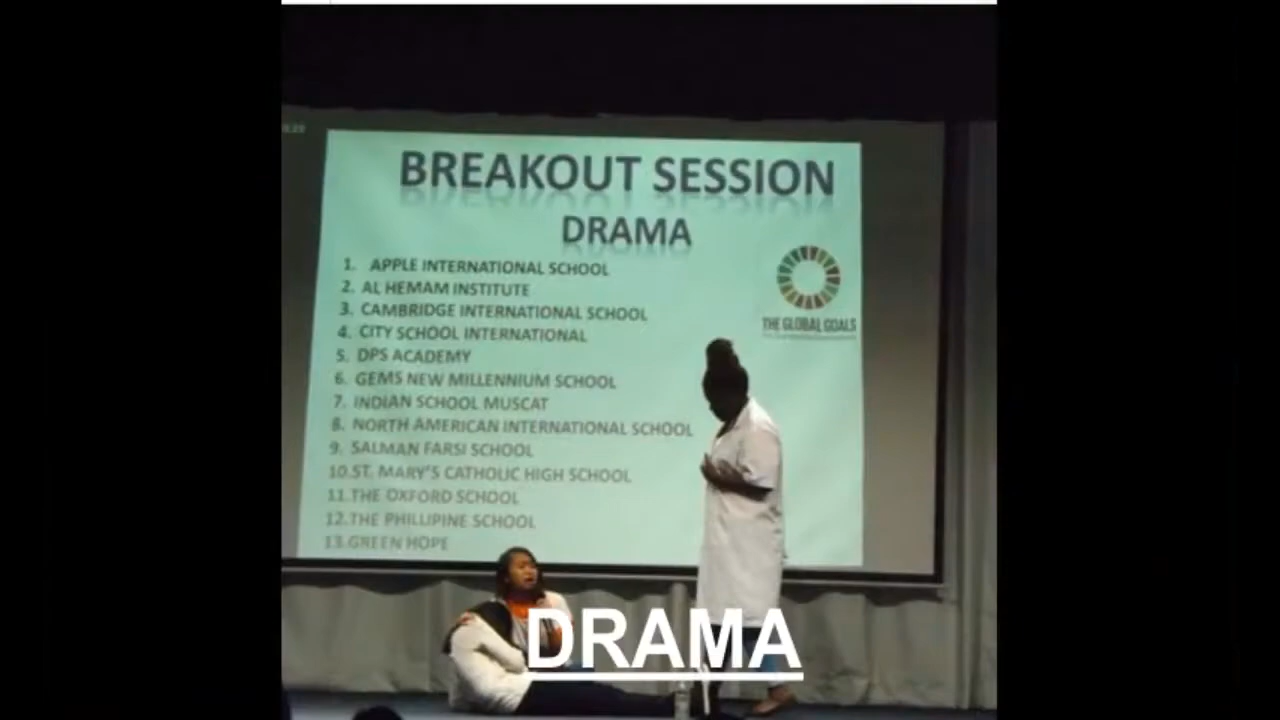 BREAKOUT SESSION
DRAMA
1. APPLE INTERNATIONAL SCHOOL
2. AL HEMAM INSTITUTE
3. CAMBRIDGE INTERNATIONAL SCHOOL
4. CITY SCHOOL INTERNATIONAL
5. DPS ACADEMY
6. GEMS NEW MILLENNIUM SCHOOL
7. INDIAN SCHOOL MUSCAT
8. NORTH AMERICAN INTERNATIONAL SCHOOL
9. SALMAN FARSI SCHOOL
10.ST. MARY'S CATHOLIC HIGH SCHOOL
11.THE OXFORD SCHOOL
12.THE PHILLIPINE SCHOOL
13.GREEN HOPE
THE GLOBAL GOALS
DRAMA